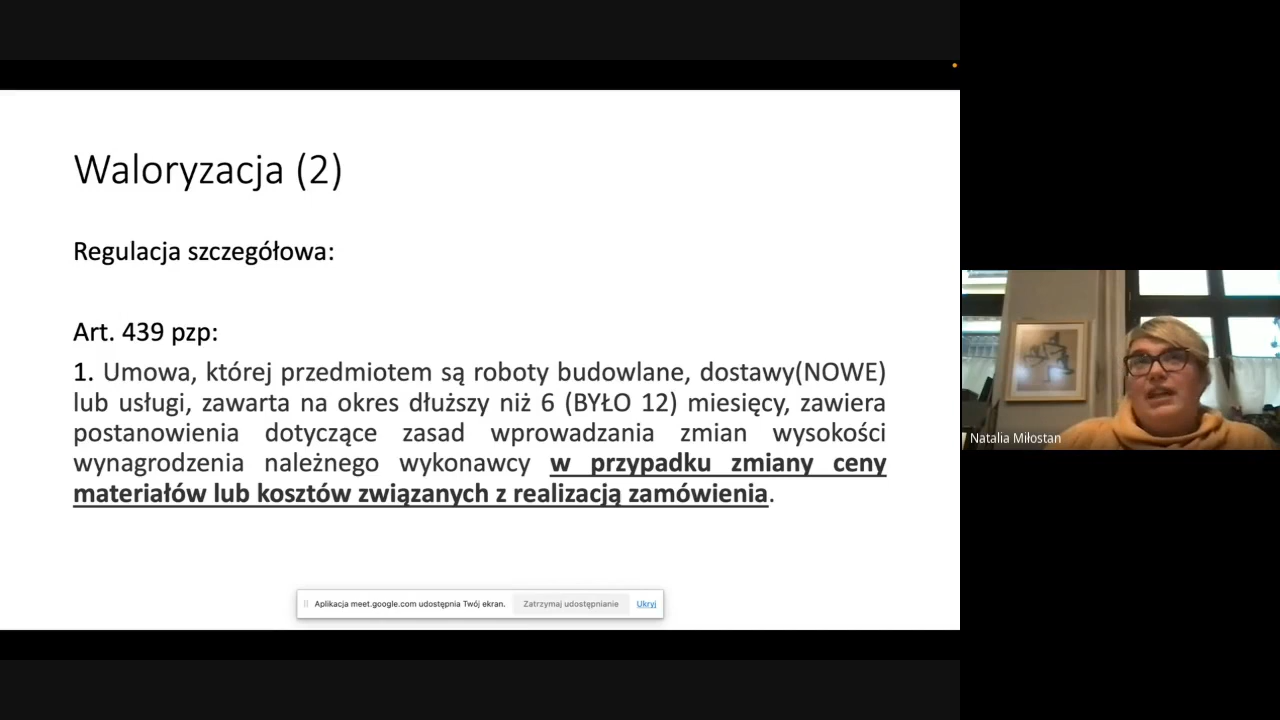 Waloryzacja (2)
Regulacja szczegółowa:
Art. 439 pzp:
1. Umowa, której przedmiotem są roboty budowlane, dostawy(NOWE)
lub usługi, zawarta na okres dłuższy niż 6 (BYŁO 12) miesięcy, zawiera
postanowienia dotyczące zasad wprowadzania zmian wysokości
wynagrodzenia należnego wykonawcy w przypadku zmiany ceny
materiałów lub kosztów związanych z realizacją zamówienia.
Aplikacja meet.google.com udostępnia Twój ekran. Zatrzymaj udostępnianie Ukryj
Natalia Miłostan